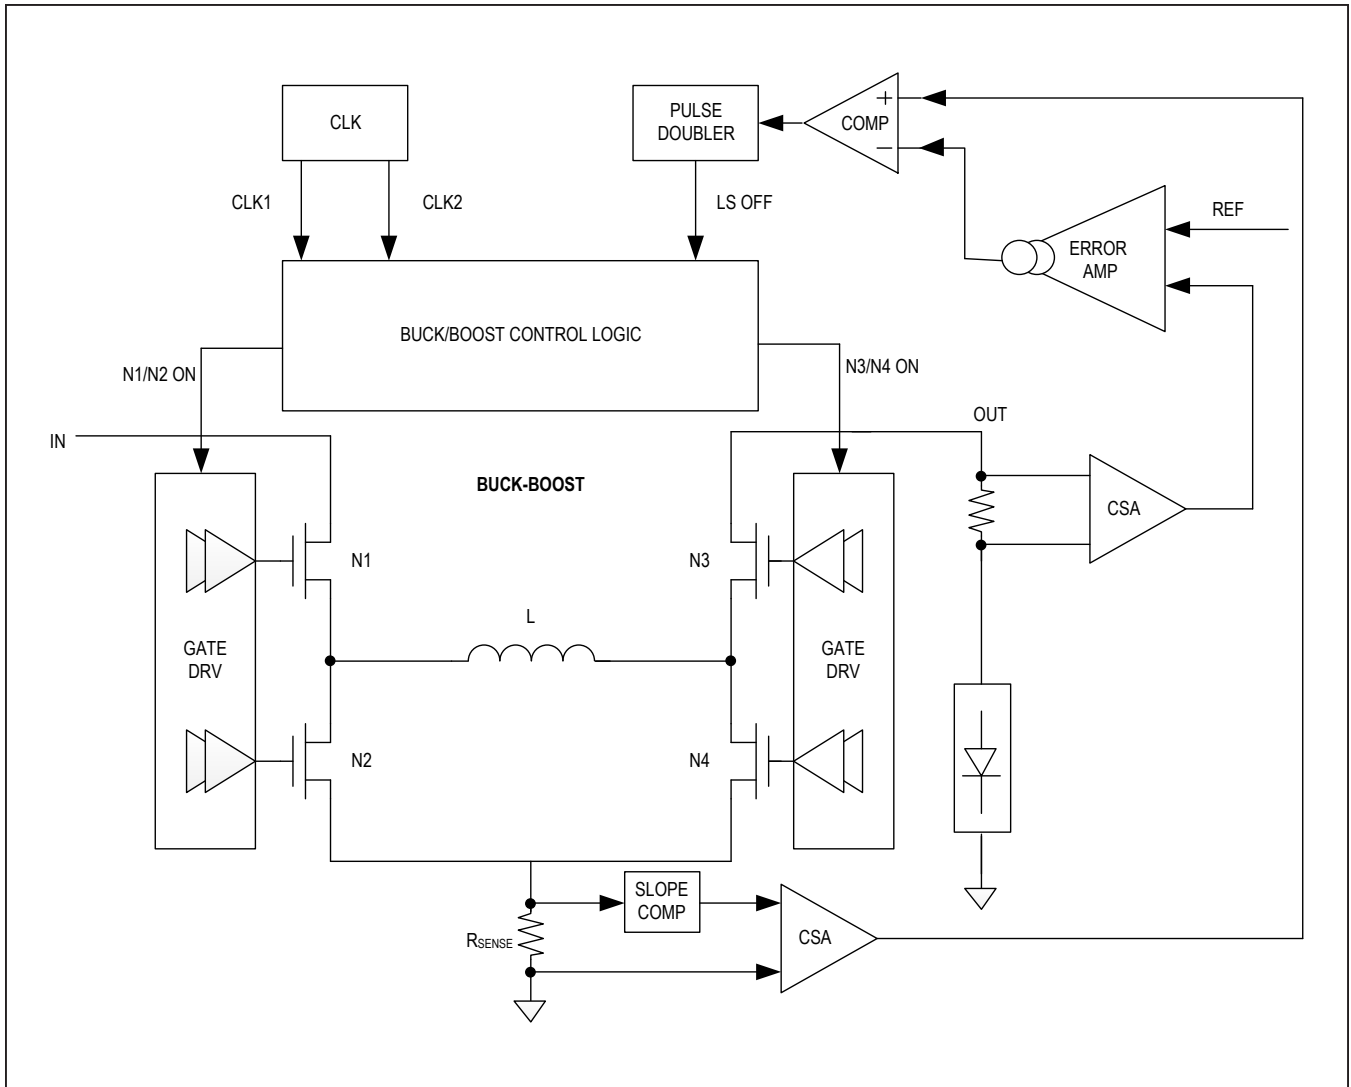 CLK
PULSE
DOUBLER
COMP
+
−
CLK1
CLK2
LS OFF
REF
ERROR
AMP
BUCK/BOOST CONTROL LOGIC
N1/N2 ON
N3/N4 ON
OUT
IN
BUCK-BOOST
CSA
N1
N3
L
GATE
DRV
GATE
DRV
N2
N4
SLOPE
COMP
RSENSE
CSA